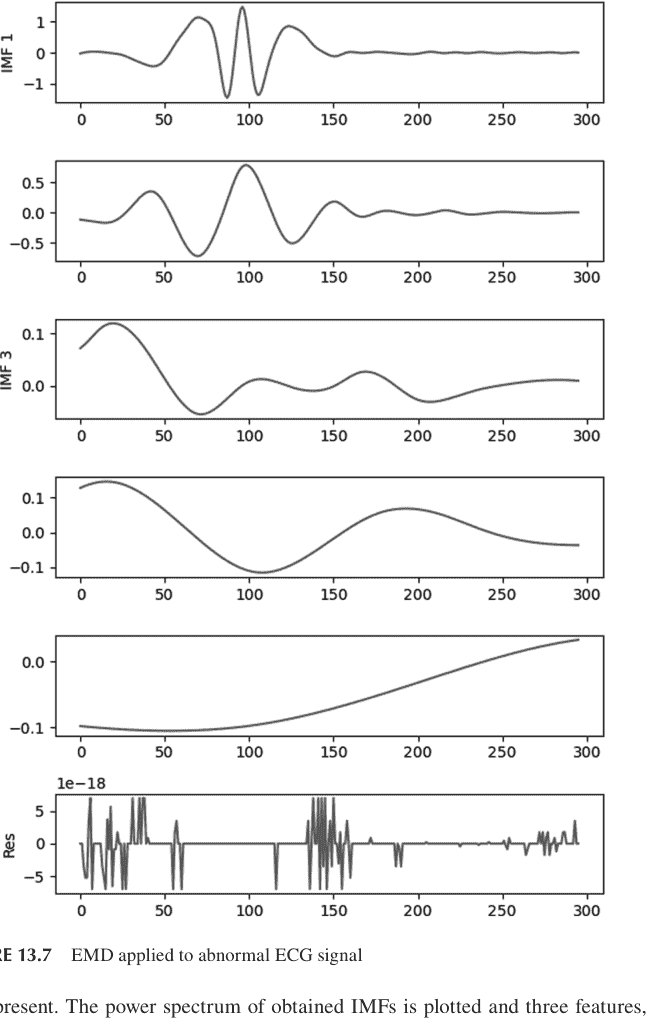 1
0
−1
IMF 1
0 50 100 150 200 250 300
0.5
0.0
−0.5
0 50 100 150 200 250 300
0.1
0.0
IMF 3
0 50 100 150 200 250 300
0.1
0.0
−0.1
0 50 100 150 200 250 300
0.0
−0.1
0 50 100 150 200 250 300
1e−18
5
0
−5
Res
0 50 100 150 200 250 300
RE 13.7 EMD applied to abnormal ECG signal
present. The power spectrum of obtained IMFs is plotted and three features,